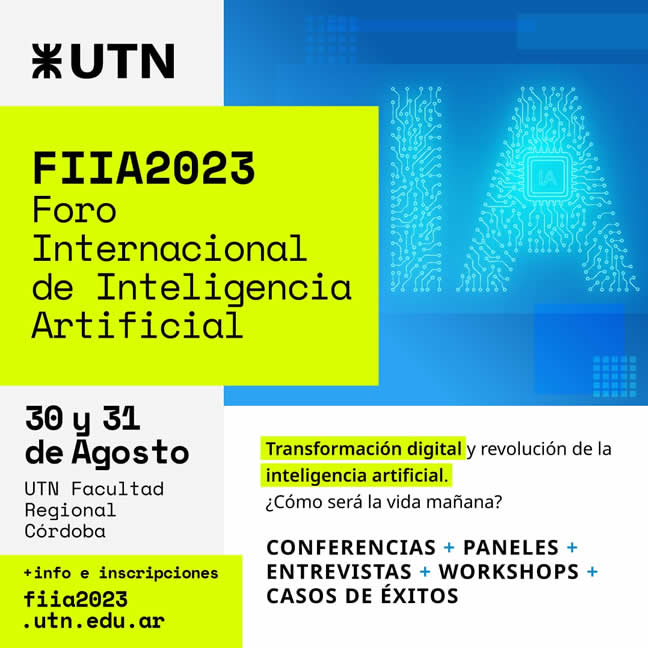 UTN
IA
IA
FIIA2023
Foro
Internacional
de Inteligencia
Artificial
30 y 31
de Agosto
UTN Facultad
Regional
Córdoba
+info e inscripciones
fiia2023
.utn.edu.ar
Transformación digital y revolución de la
inteligencia artificial.
¿Cómo será la vida mañana?
CONFERENCIAS + PANELES +
ENTREVISTAS + WORKSHOPS +
CASOS DE ÉXITOS